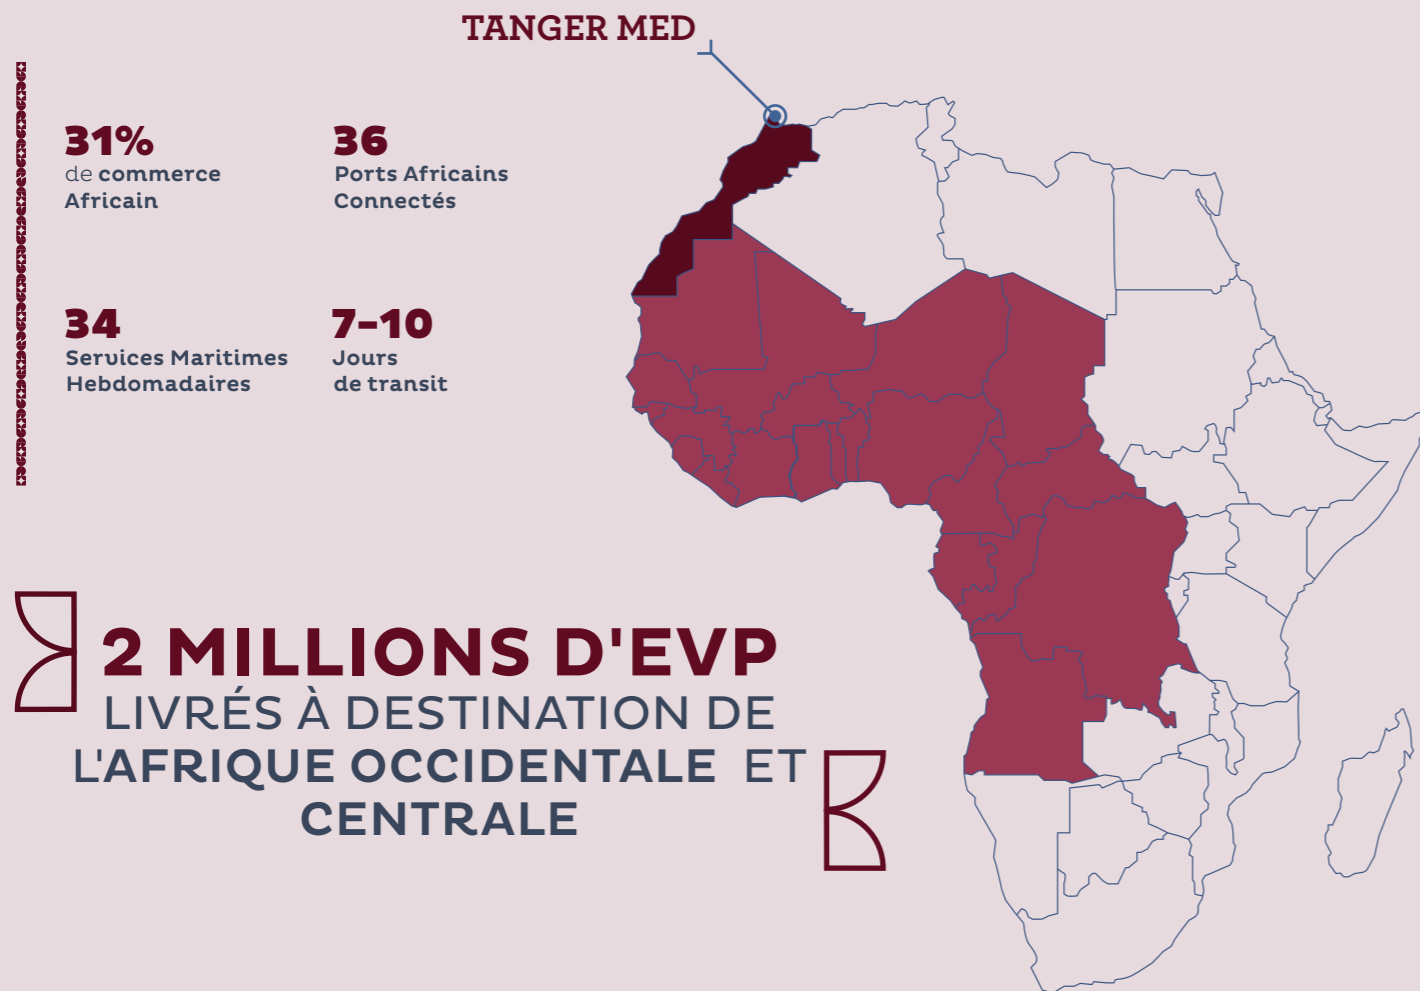 TANGER MED
31%
de commerce
Africain
36
Ports Africains
Connectés
34
Services Maritimes
Hebdomadaires
7-10
Jours
de transit
2 MILLIONS D'EVP
LIVRÉS À DESTINATION DE
L'AFRIQUE OCCIDENTALE ET
CENTRALE